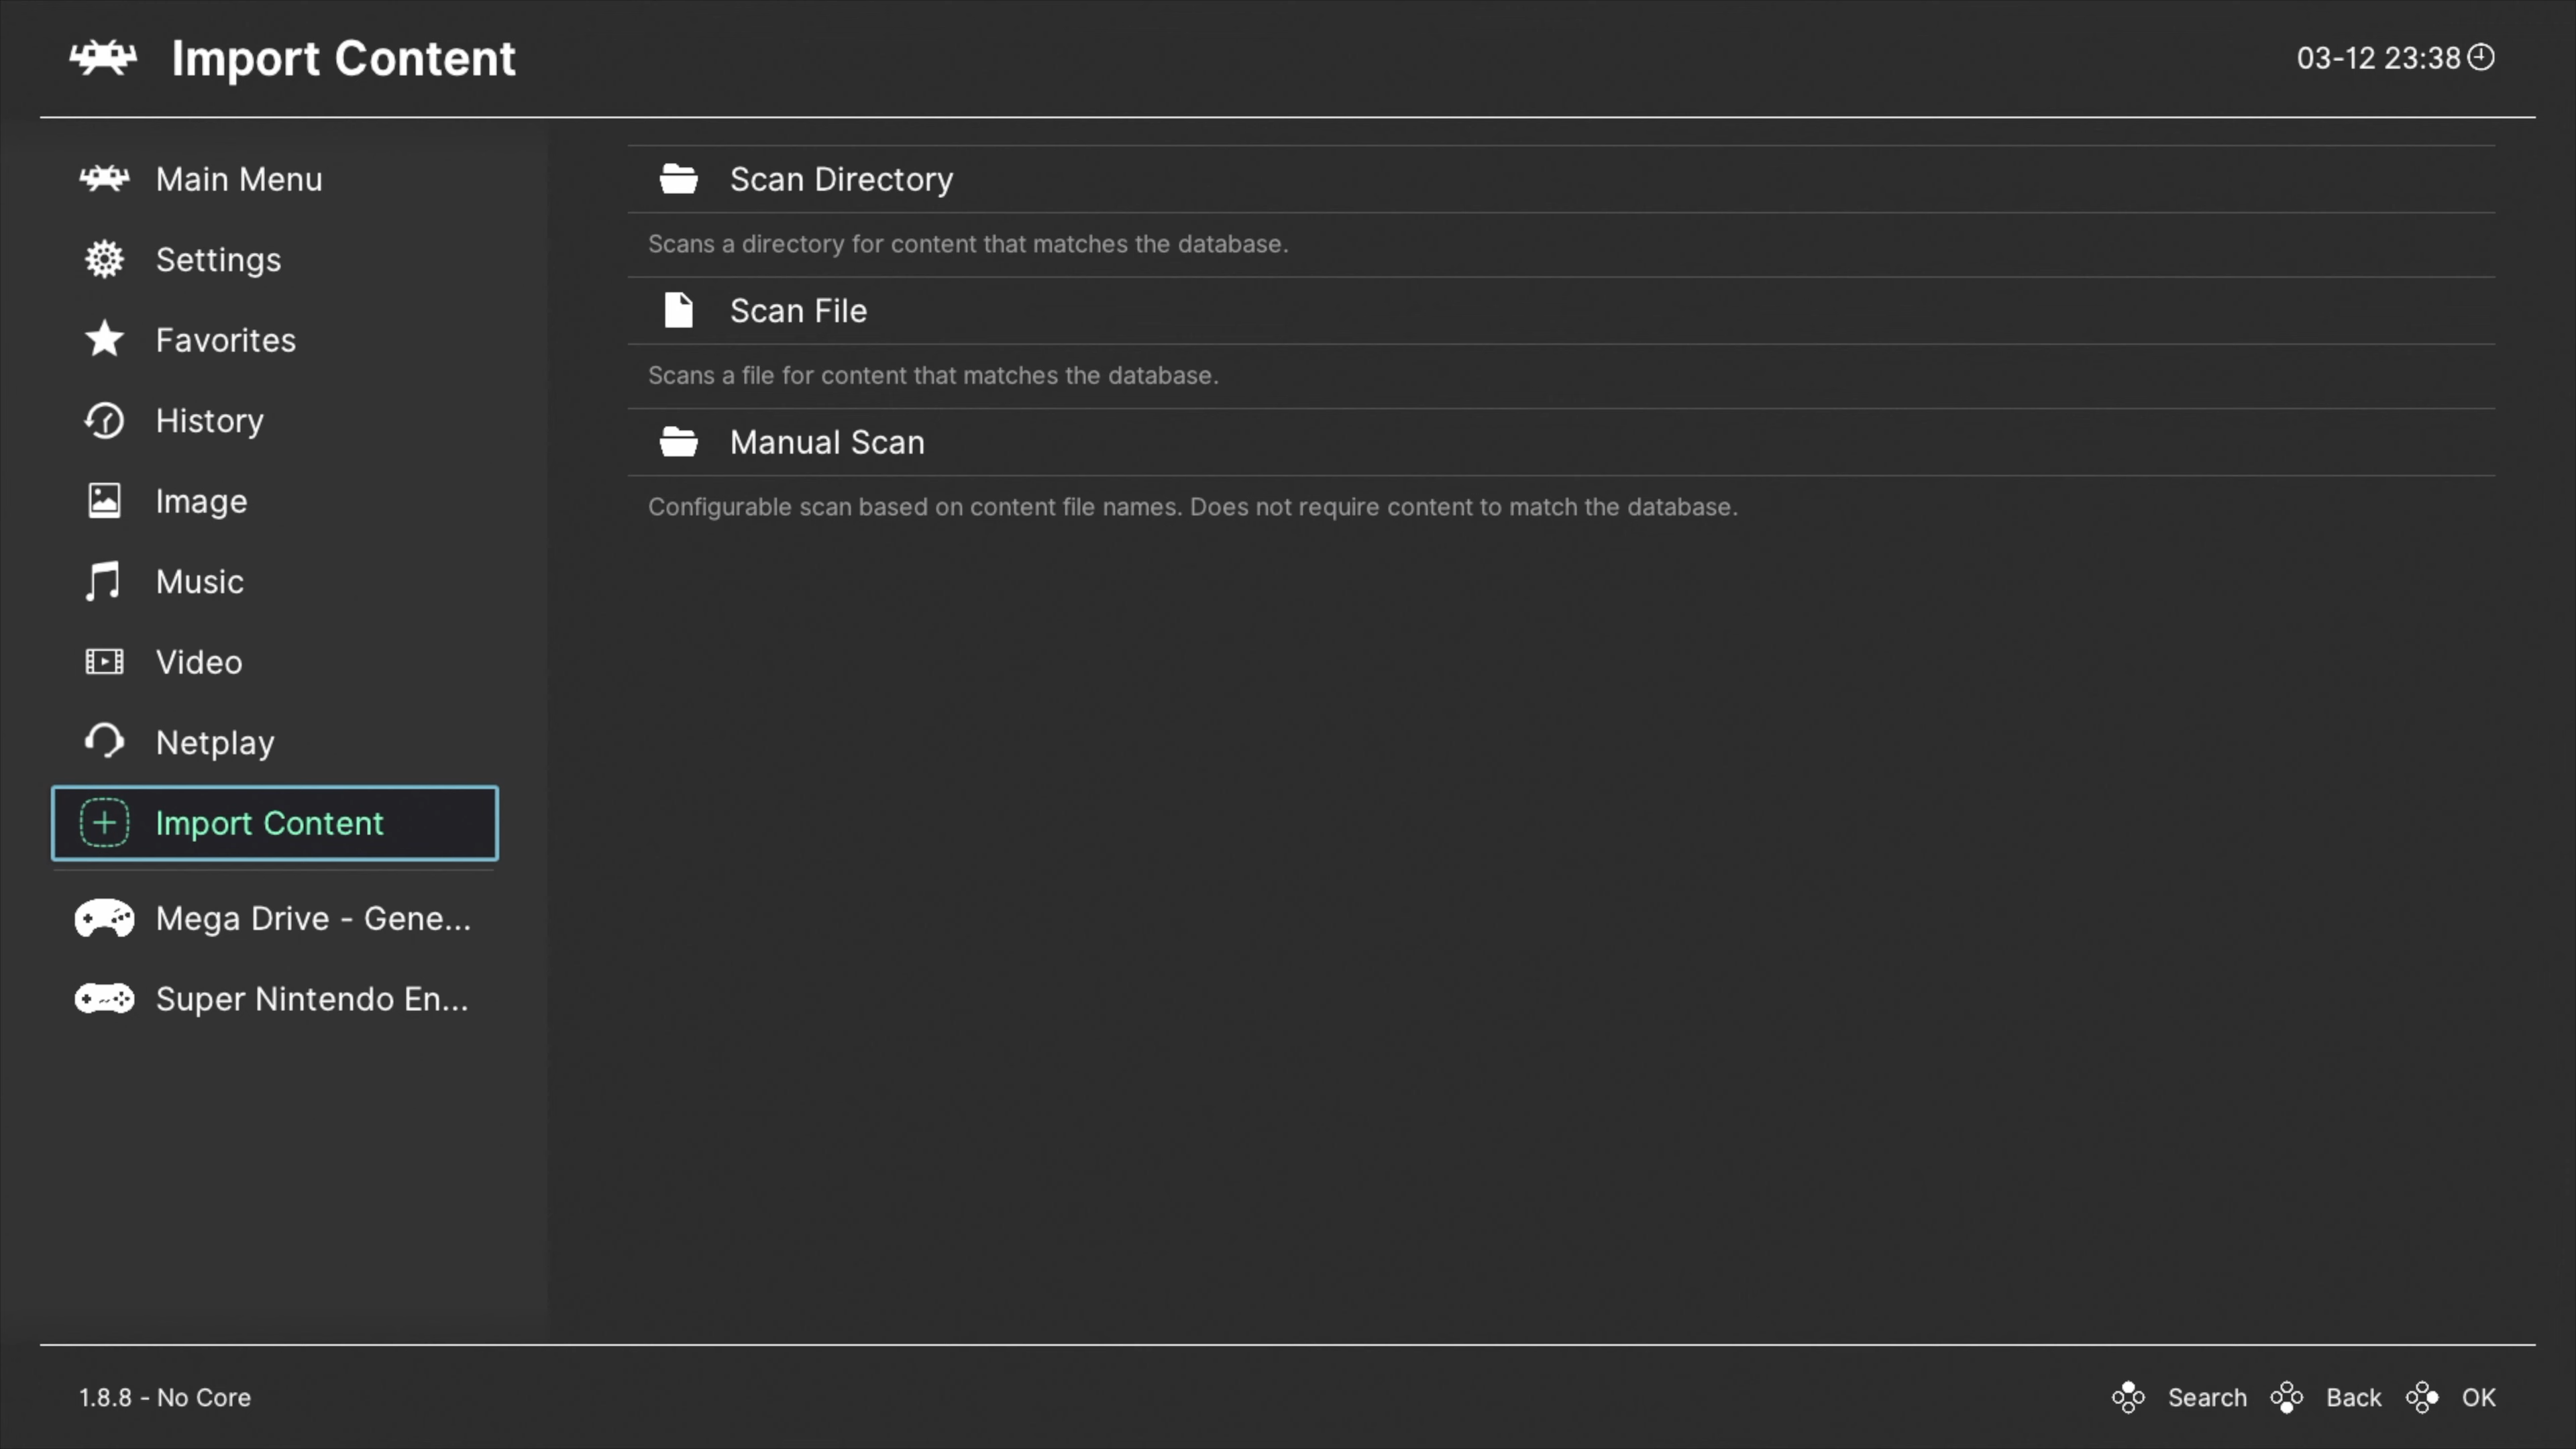 Import Content
03-12 23:38
Main Menu
Settings
Favorites
History
Image
Music
Video
Netplay
Import Content
Mega Drive - Gene...
Super Nintendo En...
Scan Directory
Scans a directory for content that matches the database.
Scan File
Scans a file for content that matches the database.
Manual Scan
Configurable scan based on content file names. Does not require content to match the database.
1.8.8 - No Core
Search Back OK